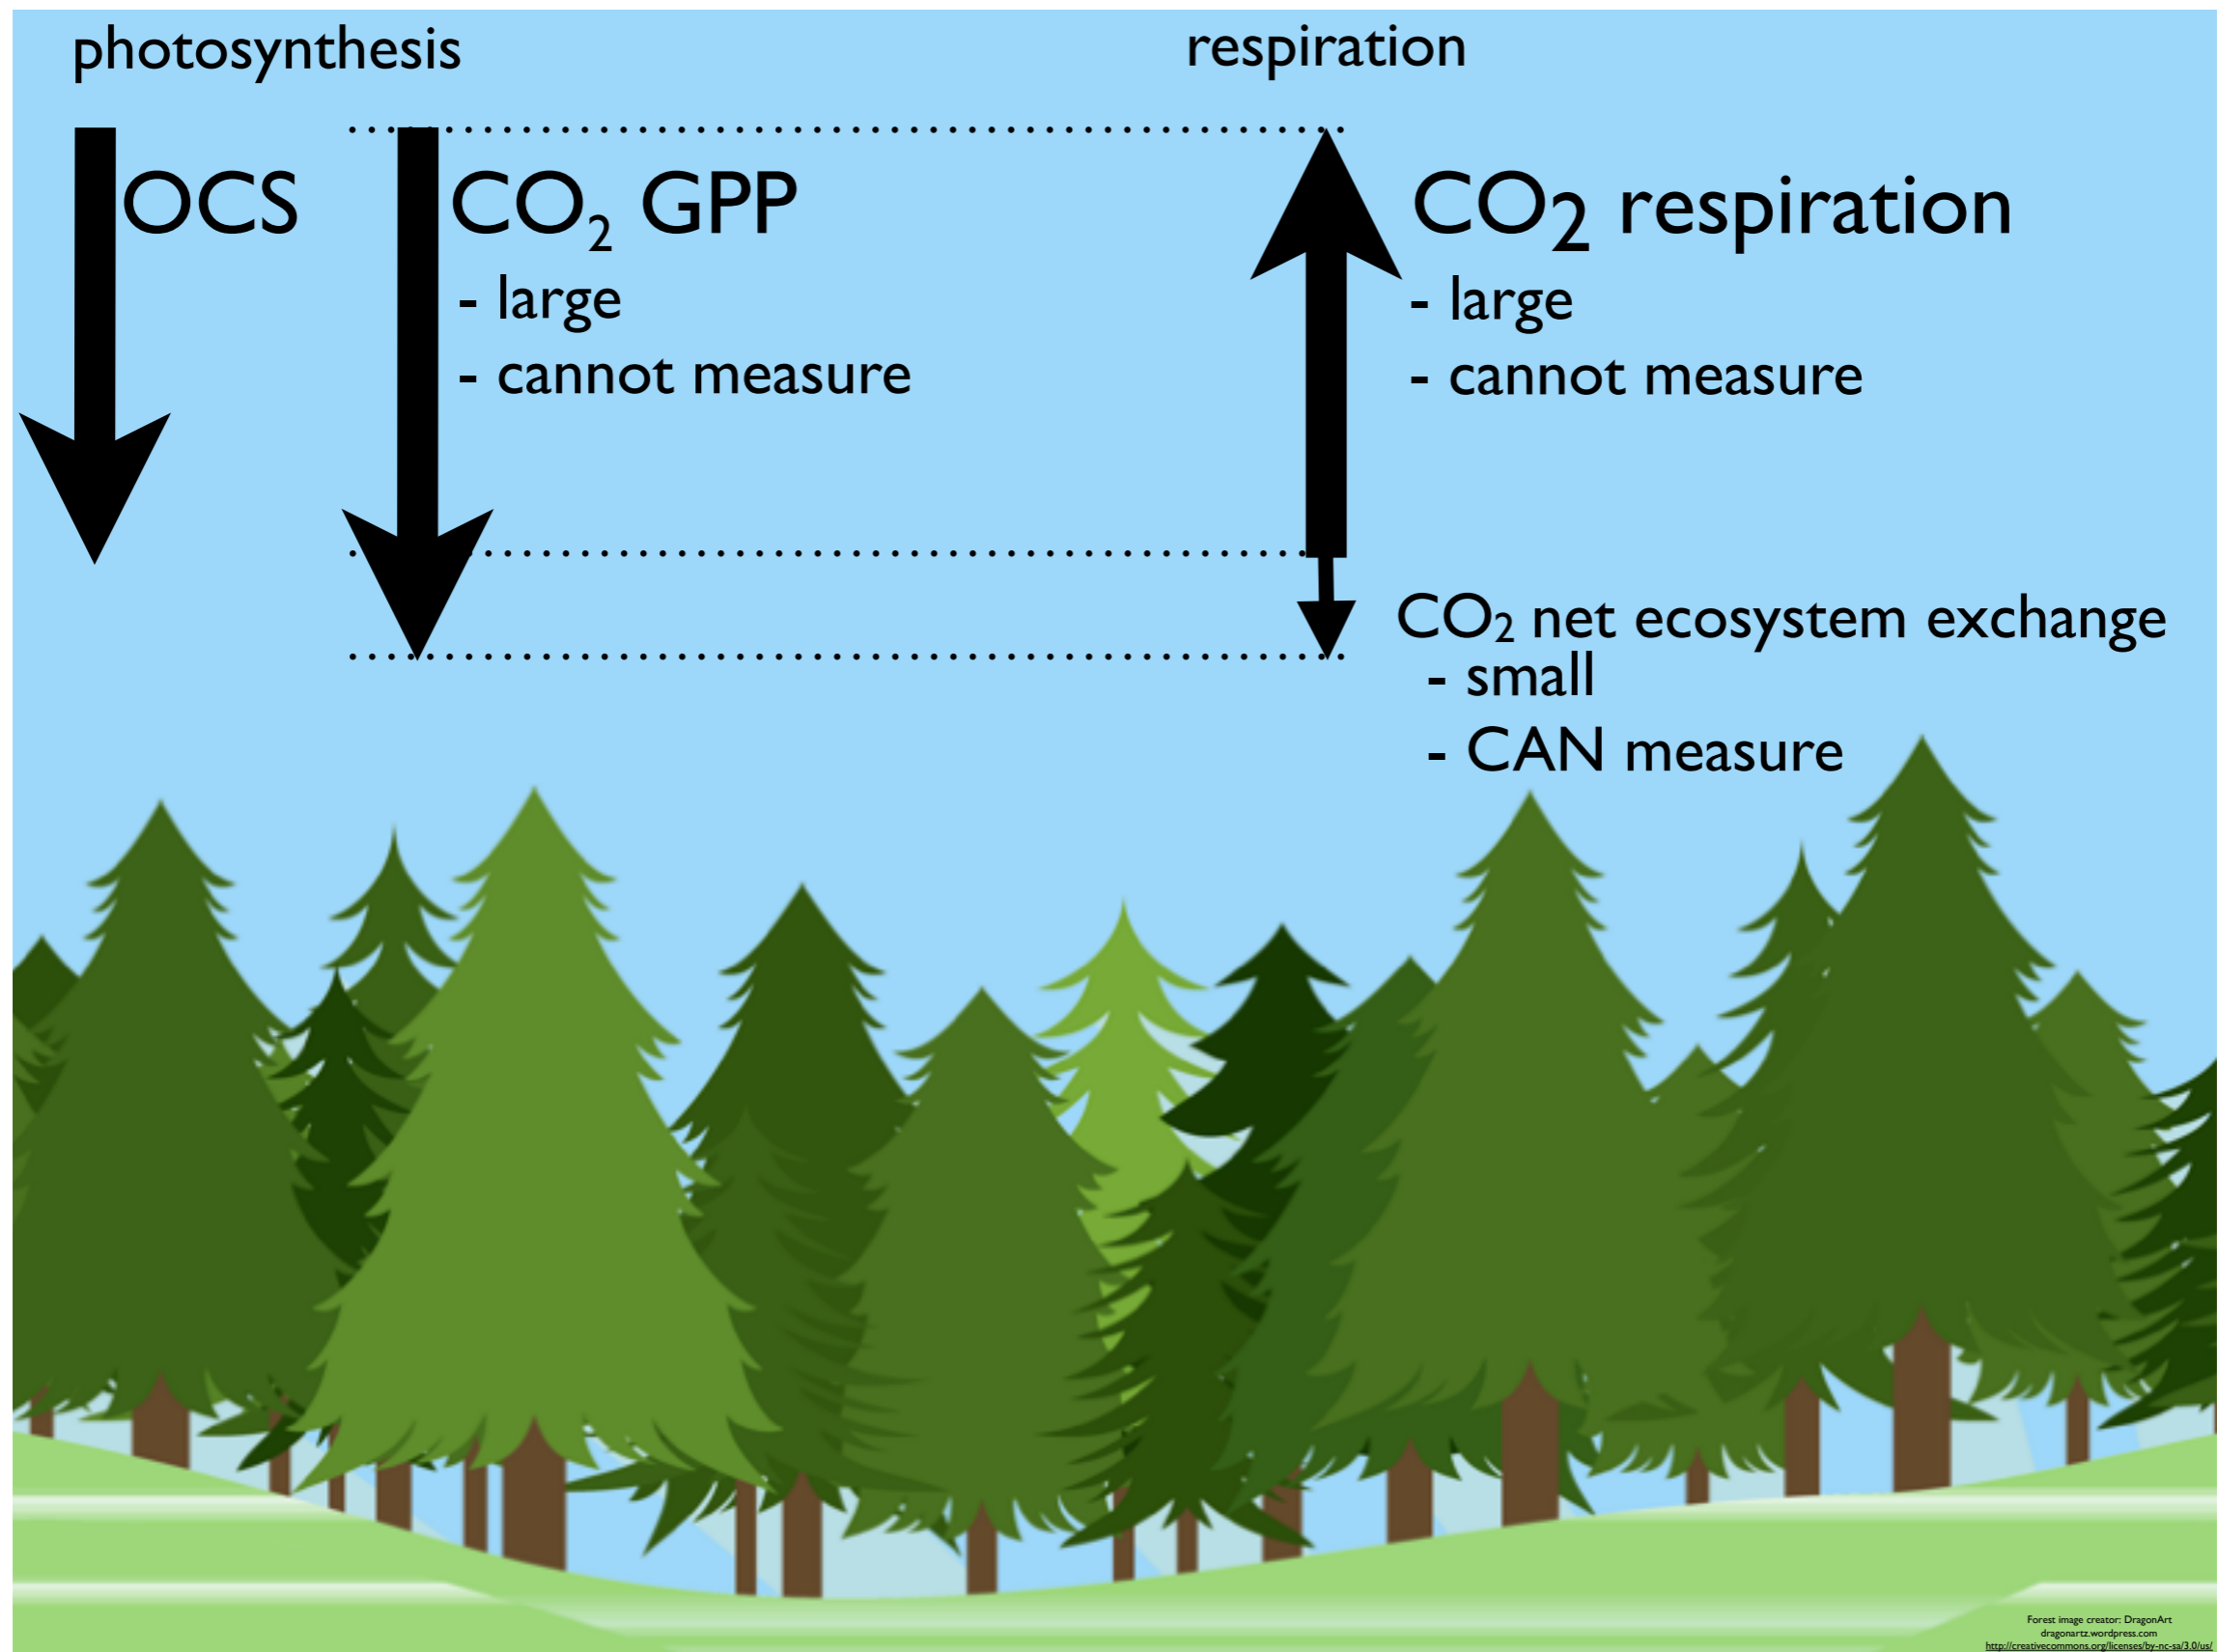 photosynthesis
respiration
OCS
CO₂ GPP
- large
- cannot measure
CO₂ respiration
- large
- cannot measure
CO₂ net ecosystem exchange
- small
- CAN measure
Forest image creator: DragonArt
dragonartz.wordpress.com
http://creativecommons.org/licenses/by-nc-sa/3.0/us/